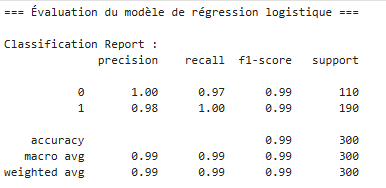 === Évaluation du modèle de régression logistique ===
Classification Report :
precision recall f1-score support
0 1.00 0.97 0.99 110
1 0.98 1.00 0.99 190
accuracy 0.99 300
macro avg 0.99 0.99 0.99 300
weighted avg 0.99 0.99 0.99 300